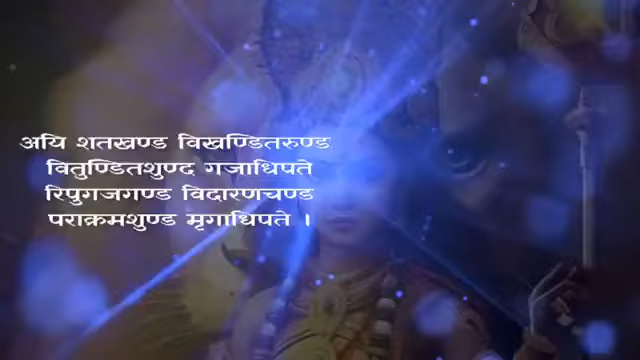 अयि शतखण्ड विखण्डितरुण्ड
वितुण्डितशुण्द गजाधिपते
रिपुगजगण्ड विदारणचण्ड
पराक्रमशुण्ड मृगाधिपते ।